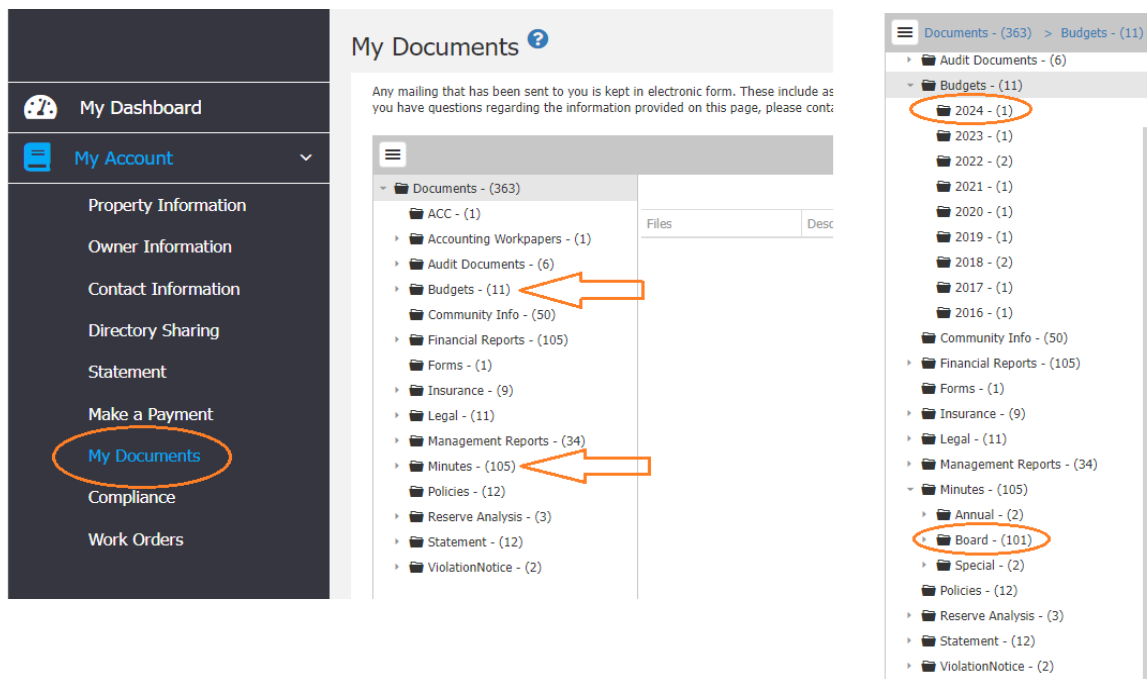 My Dashboard
My Account
Property Information
Owner Information
Contact Information
Directory Sharing
Statement
Make a Payment
My Documents
Compliance
Work Orders
My Documents ?
Any mailing that has been sent to you is kept in electronic form. These include as
you have questions regarding the information provided on this page, please conta
Documents - (363)
ACC - (1)
Accounting Workpapers - (1)
Audit Documents - (6)
Budgets - (11)
Community Info - (50)
Financial Reports - (105)
Forms - (1)
Insurance - (9)
Legal - (11)
Management Reports - (34)
Minutes - (105)
Policies - (12)
Reserve Analysis - (3)
Statement - (12)
ViolationNotice - (2)
Files Desc
Documents - (363) > Budgets - (11)
Audit Documents - (6)
Budgets - (11)
2024 - (1)
2023 - (1)
2022 - (2)
2021 - (1)
2020 - (1)
2019 - (1)
2018 - (2)
2017 - (1)
2016 - (1)
Community Info - (50)
Financial Reports - (105)
Forms - (1)
Insurance - (9)
Legal - (11)
Management Reports - (34)
Minutes - (105)
Annual - (2)
Board - (101)
Special - (2)
Policies - (12)
Reserve Analysis - (3)
Statement - (12)
ViolationNotice - (2)